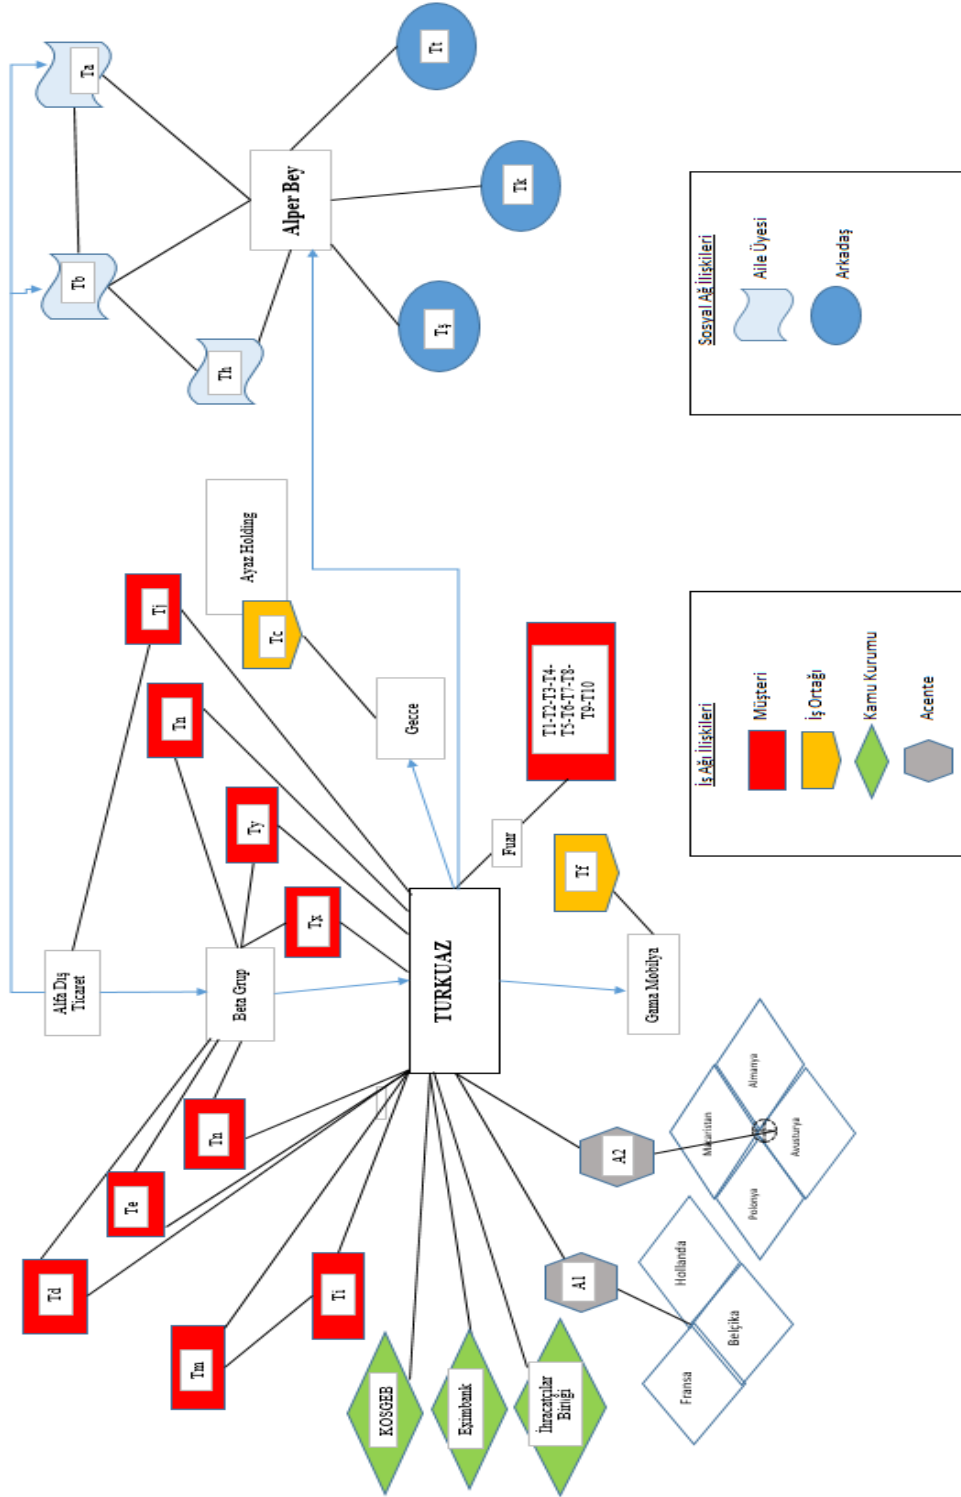 Td
Te
Tn
Tm
Ti
KOSGEB
Eximbank
İhracatçılar
Birliği
Alfa Dış
Ticaret
Beta Grup
Tx
Ty
Tn
Tj
TURKUAZ
Gecce
Tc
Ayaz Holding
Fuar
T1-T2-T3-T4-
T5-T6-T7-T8-
T9-T10
Tf
Gama Mobilya
A1
A2
Fransa
Hollanda
Belçika
Macaristan
Almanya
Polonya
Avusturya
Ta
Tb
Th
Alper Bey
Tt
Tk
Tş
İş Ağı İlişkileri
Müşteri
İş Ortağı
Kamu Kurumu
Acente
Sosyal Ağ İlişkileri
Aile Üyesi
Arkadaş